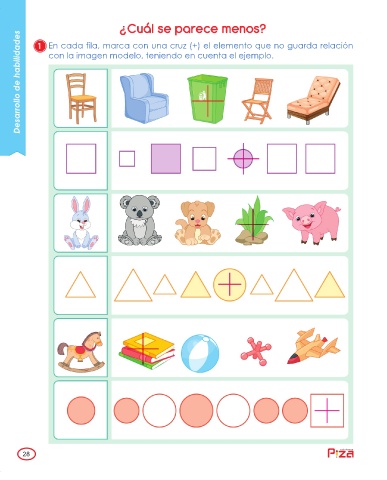 Desarrollo de habilidades
¿Cuál se parece menos?
1 En cada fila, marca con una cruz (+) el elemento que no guarda relación
con la imagen modelo, teniendo en cuenta el ejemplo.
28
Piza